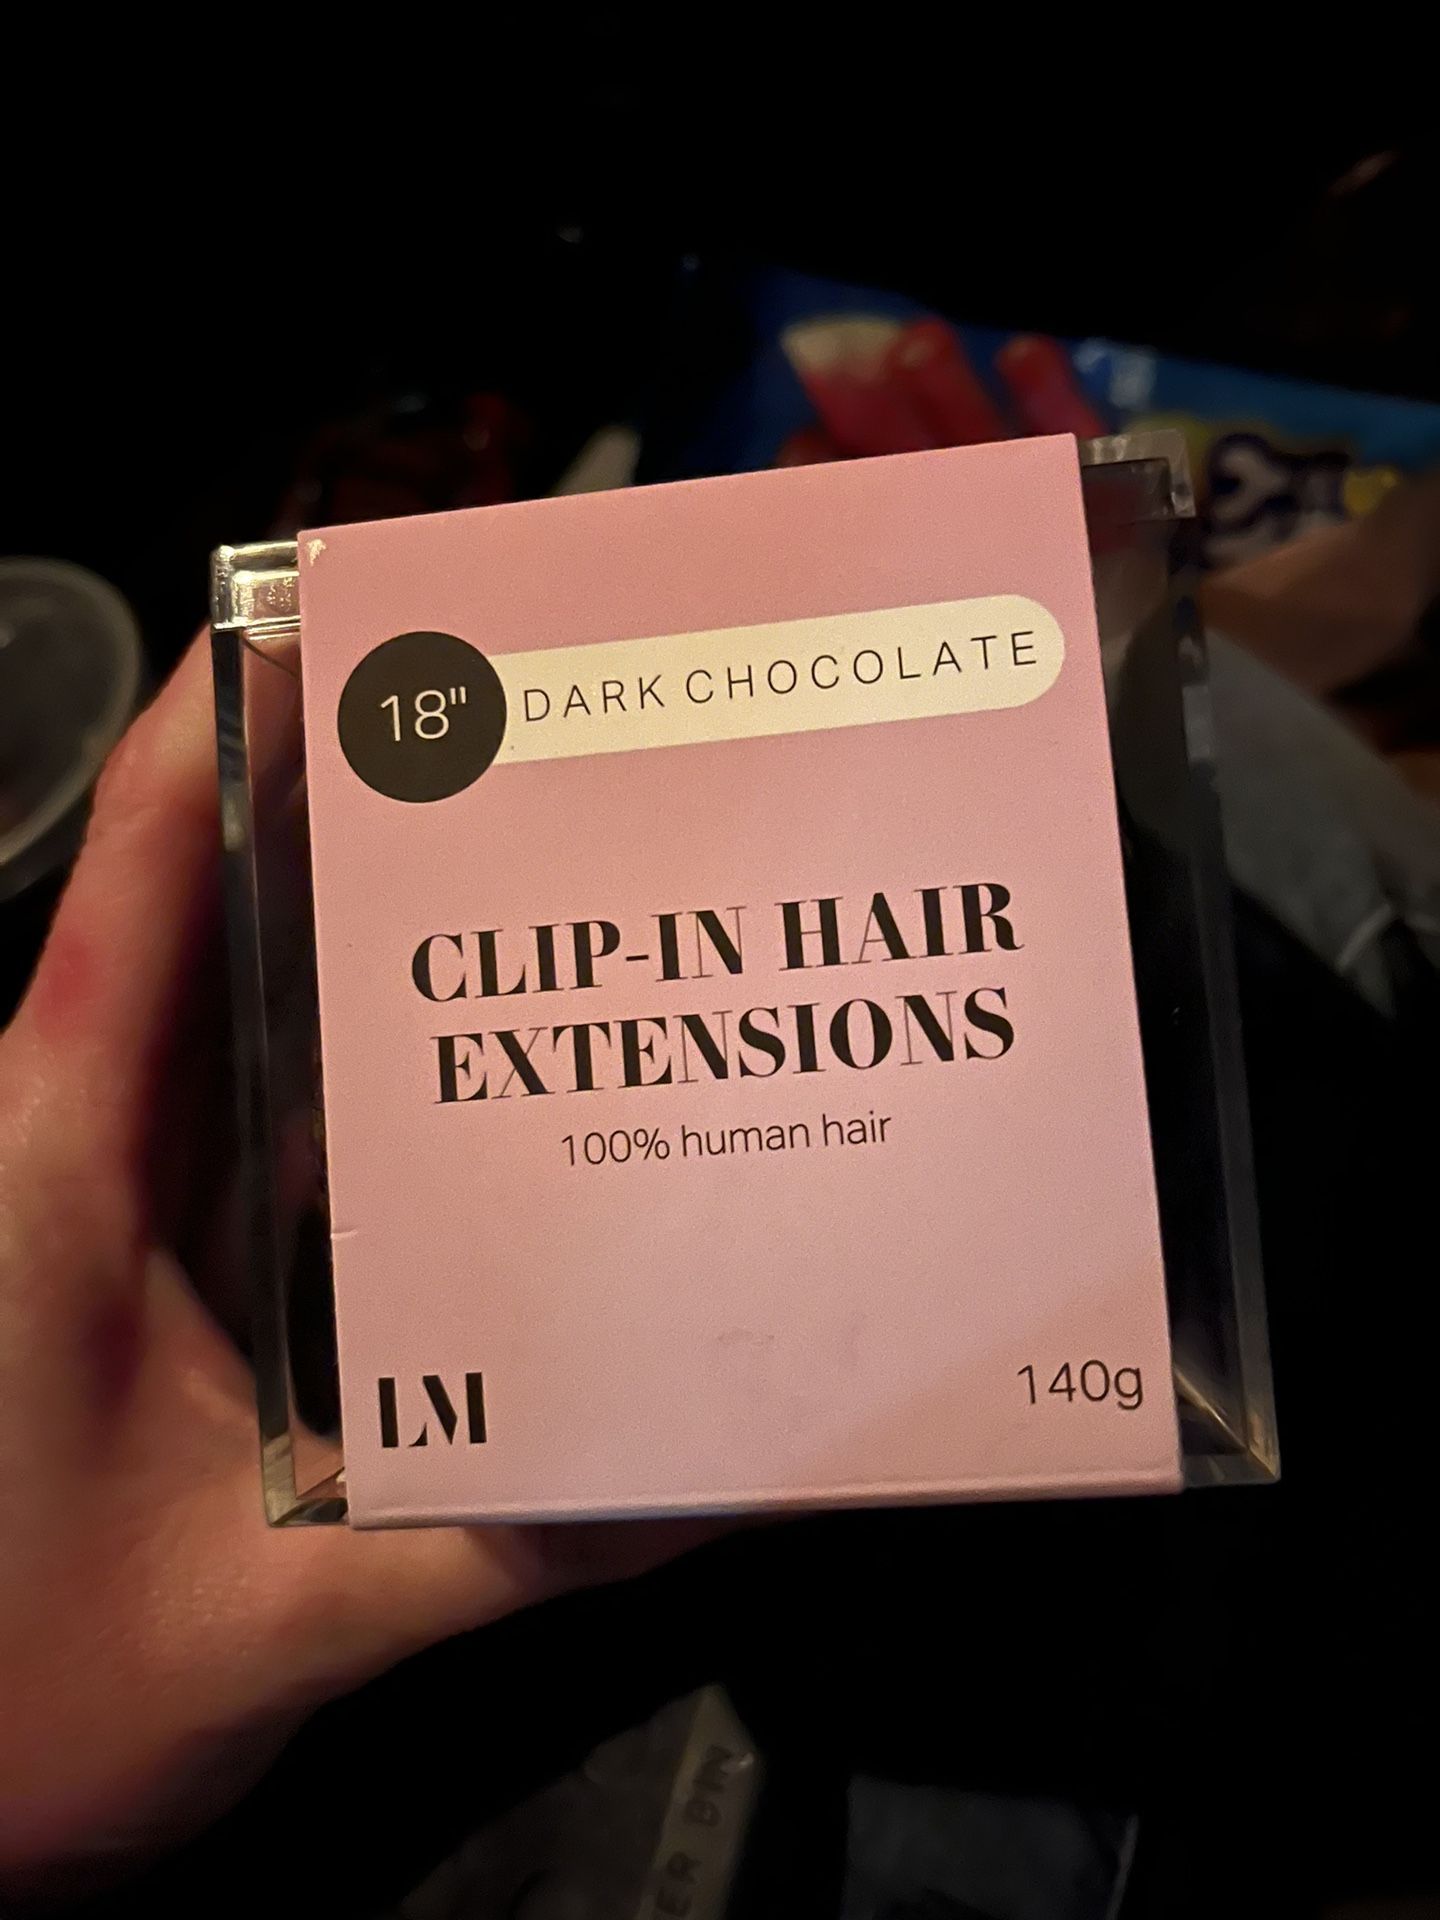 18" DARK CHOCOLATE
CLIP-IN HAIR
EXTENSIONS
100% human hair
LM
140g